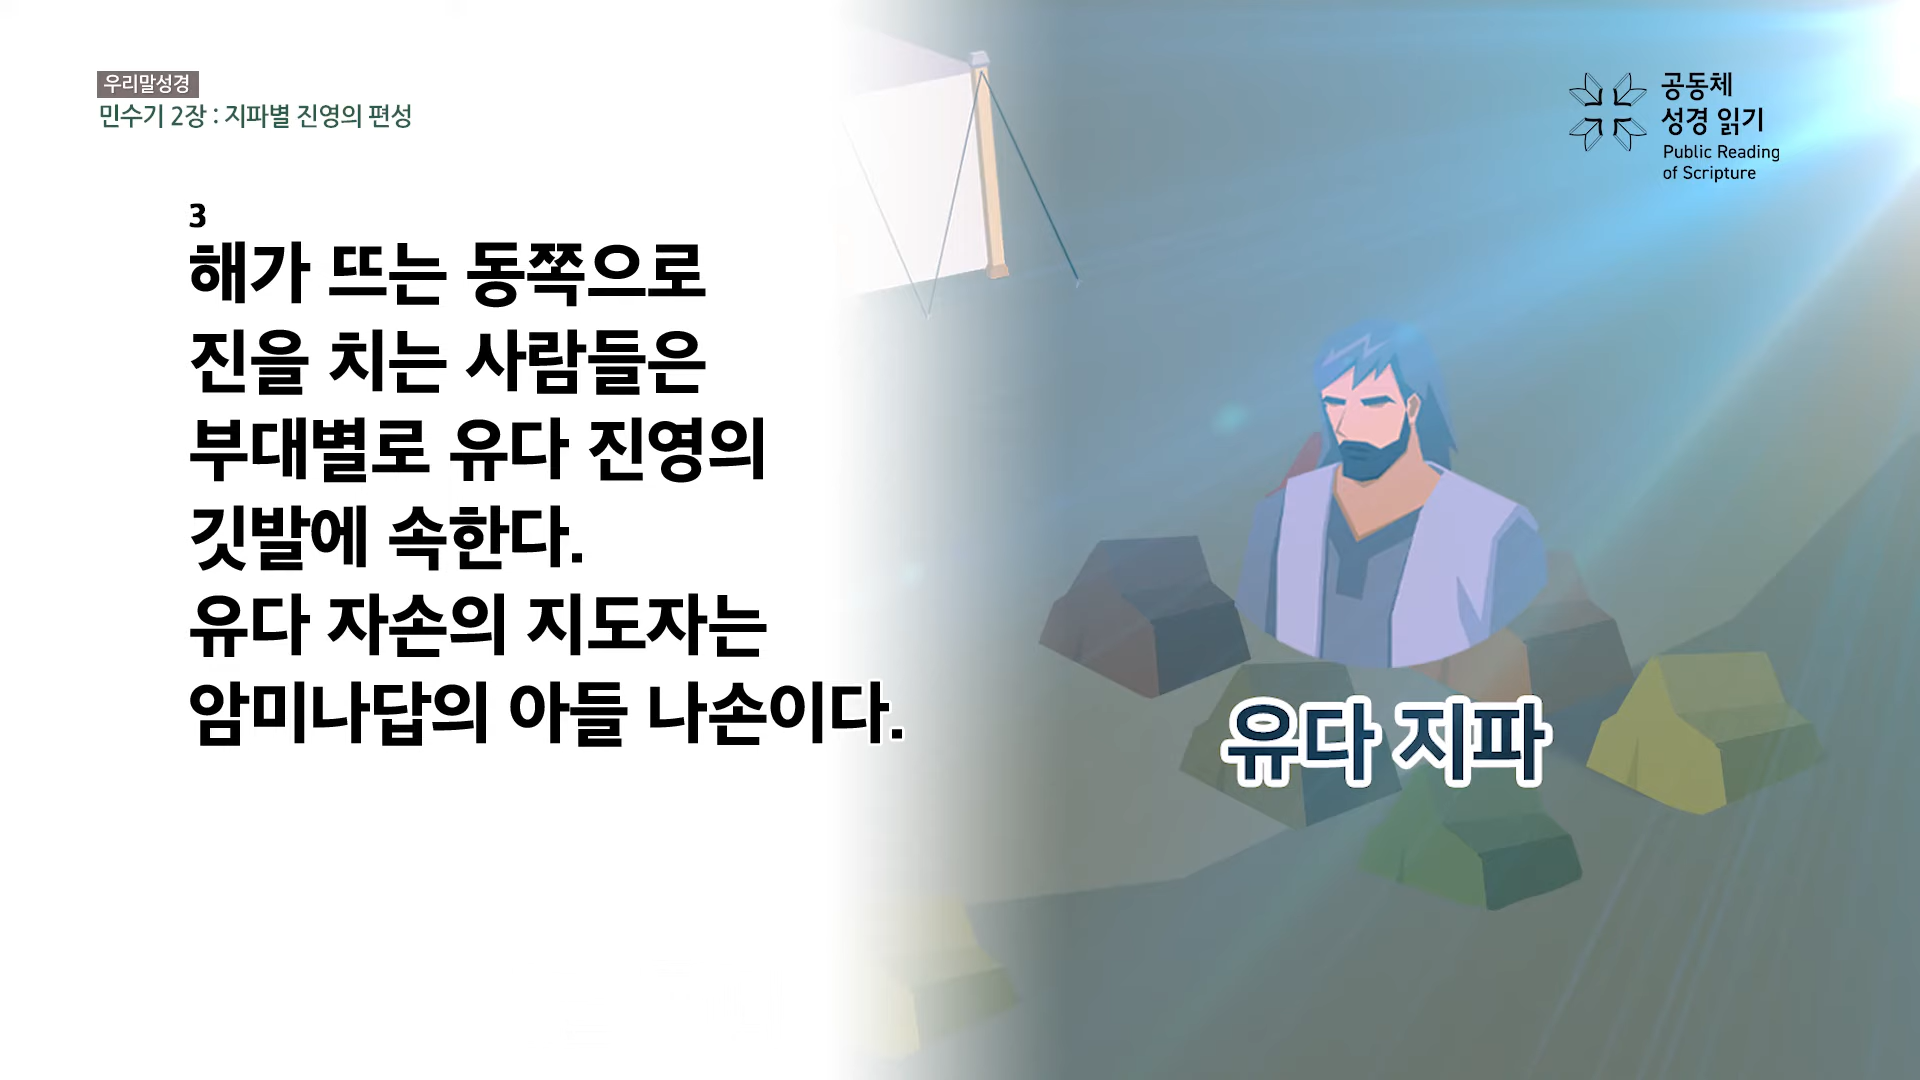 우리말성경
민수기 2장 : 지파별 진영의 편성
공동체
성경 읽기
Public Reading
of Scripture
3
해가 뜨는 동쪽으로
진을 치는 사람들은
부대별로 유다 진영의
깃발에 속한다.
유다 자손의 지도자는
암미나답의 아들 나손이다.
유다 지파